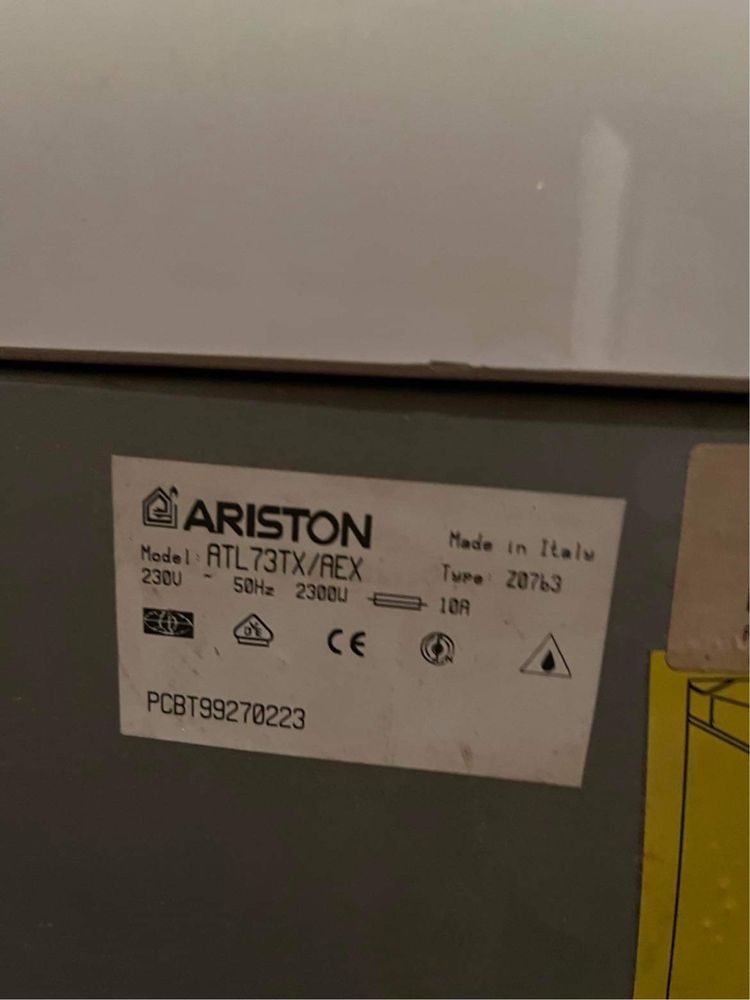 ARISTON
Made in Italy
Model: ATL73TX/AEX
Type: Z07b3
230V ~ 50Hz 2300W 10A
CE
PCBT99270223